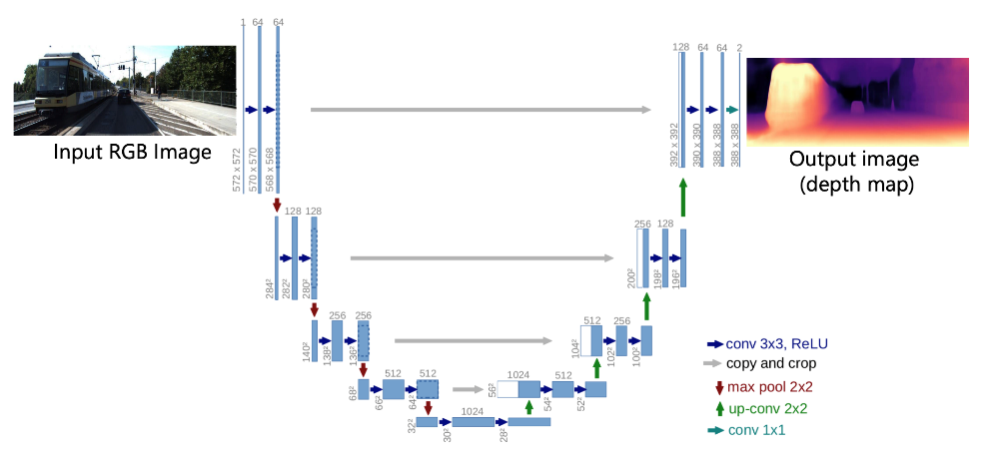 1 64 64
572 x 572
570 x 570
568 x 568
Input RGB Image
128 64 64 2
392 x 392
390 x 390
388 x 388
388 x 388
Output image
(depth map)
128 128
284²
282²
280²
256 128
200²
198²
196²
256 256
140²
138²
136²
512 256
104²
102²
100²
512 512
68²
66²
64²
1024 512
56²
54²
52²
1024
32²
30²
28²
conv 3x3, ReLU
copy and crop
max pool 2x2
up-conv 2x2
conv 1x1